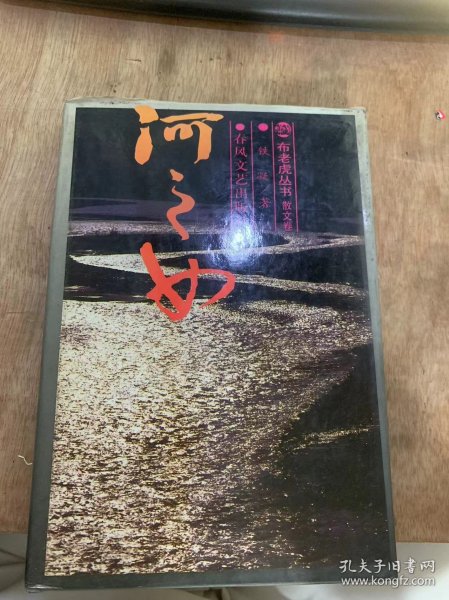 河之女
布老虎丛书 散文卷
铁凝 著
春风文艺出版
孔夫子旧书网
www.kongfz.com